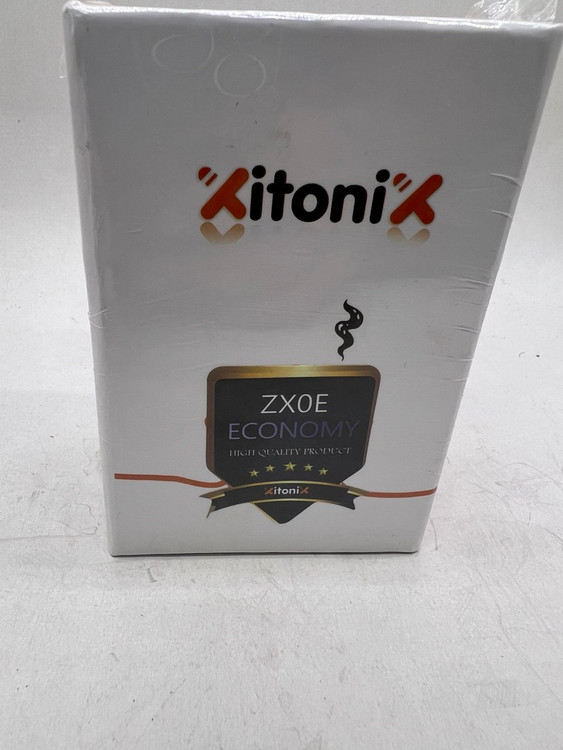 XitoniX
ZX0E
ECONOMY
HIGH QUALITY PRODUCT
XitoniX